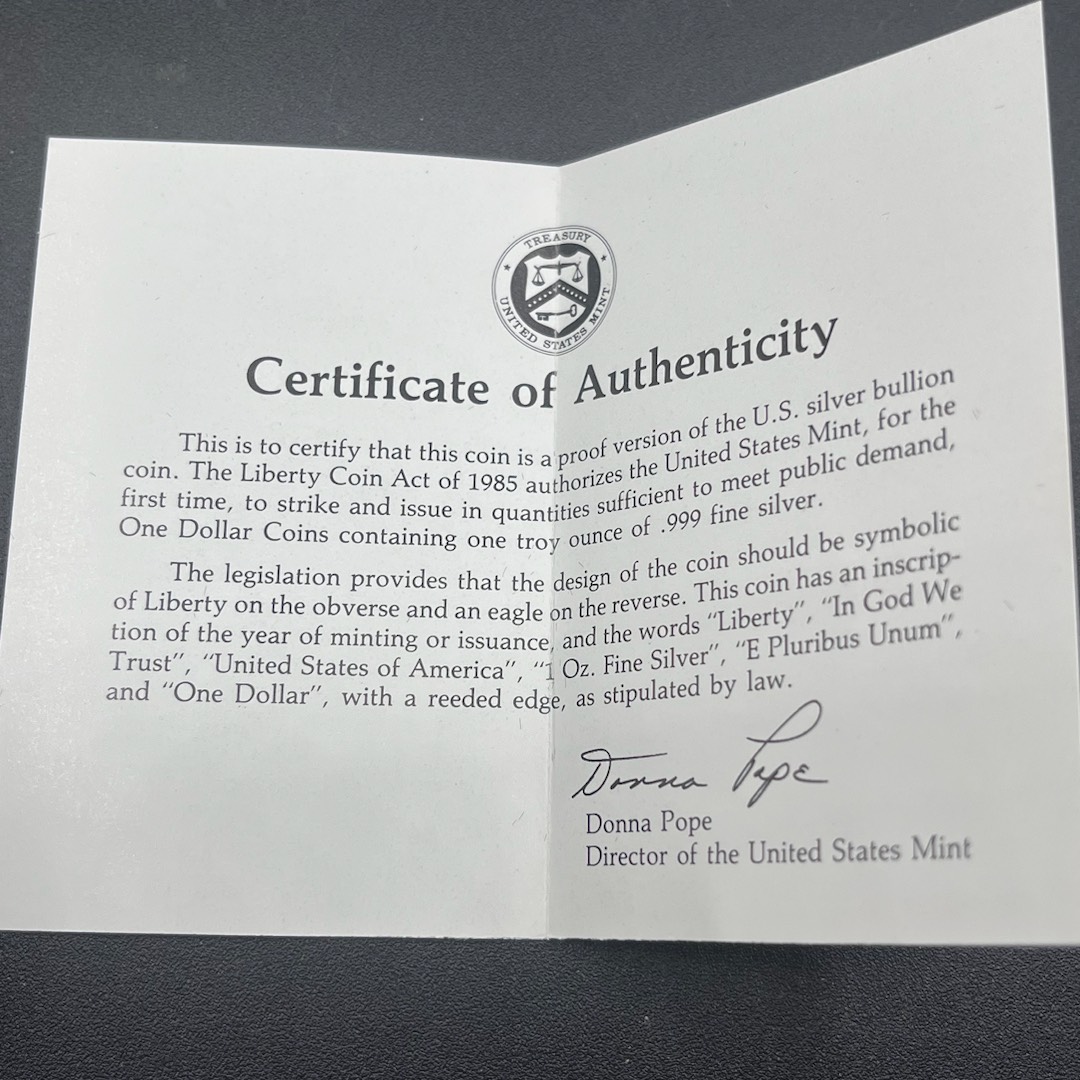 TREASURY
UNITED STATES MINT
Certificate of Authenticity
This is to certify that this coin is a proof version of the U.S. silver bullion
coin. The Liberty Coin Act of 1985 authorizes the United States Mint, for the
first time, to strike and issue in quantities sufficient to meet public demand,
One Dollar Coins containing one troy ounce of .999 fine silver.
The legislation provides that the design of the coin should be symbolic
of Liberty on the obverse and an eagle on the reverse. This coin has an inscrip-
tion of the year of minting or issuance, and the words “Liberty”, “In God We
Trust”, “United States of America”, “1 Oz. Fine Silver”, “E Pluribus Unum”,
and “One Dollar”, with a reeded edge, as stipulated by law.
Donna Pope
Donna Pope
Director of the United States Mint